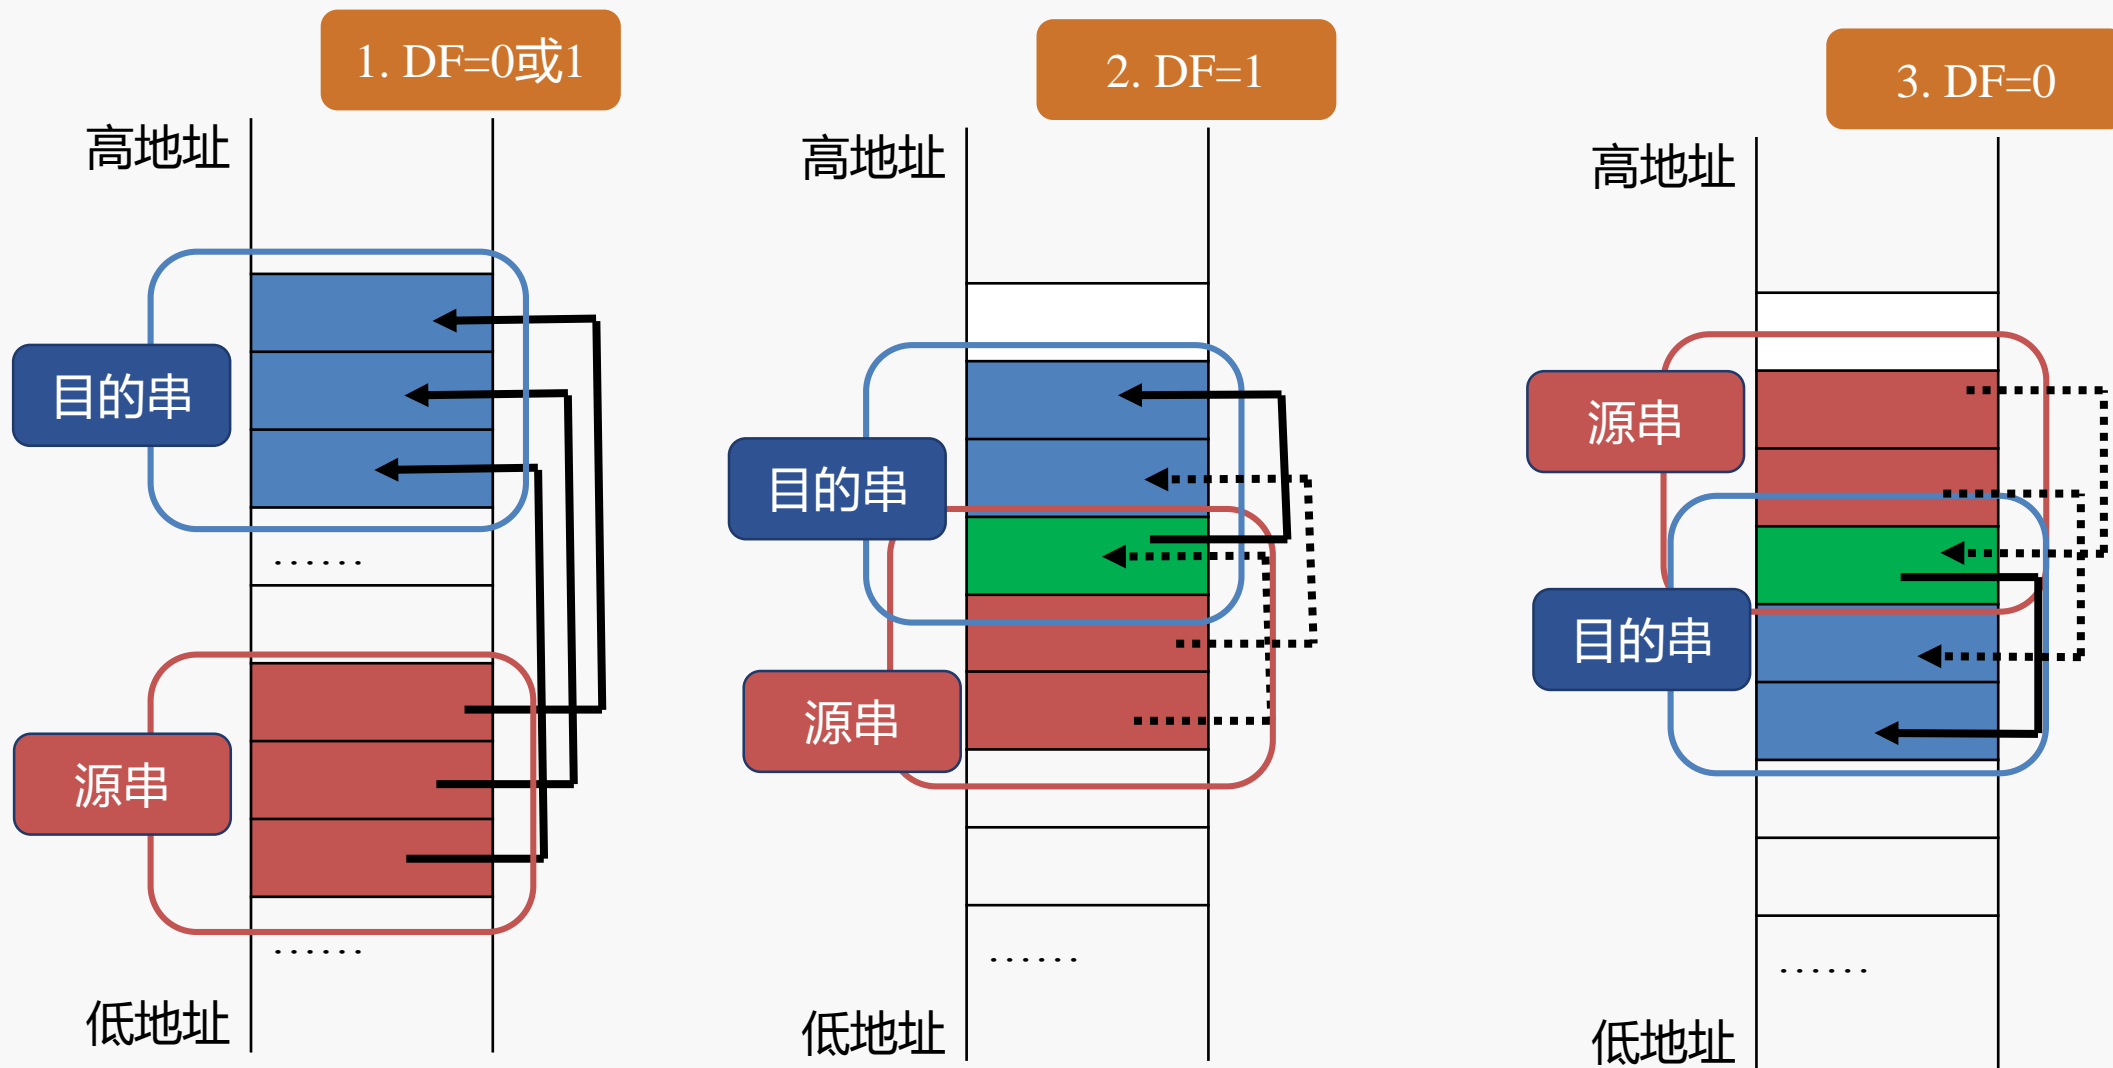 1. DF=0或1
高地址
目的串
......
源串
......
低地址
2. DF=1
高地址
目的串
源串
......
低地址
3. DF=0
高地址
源串
目的串
......
低地址